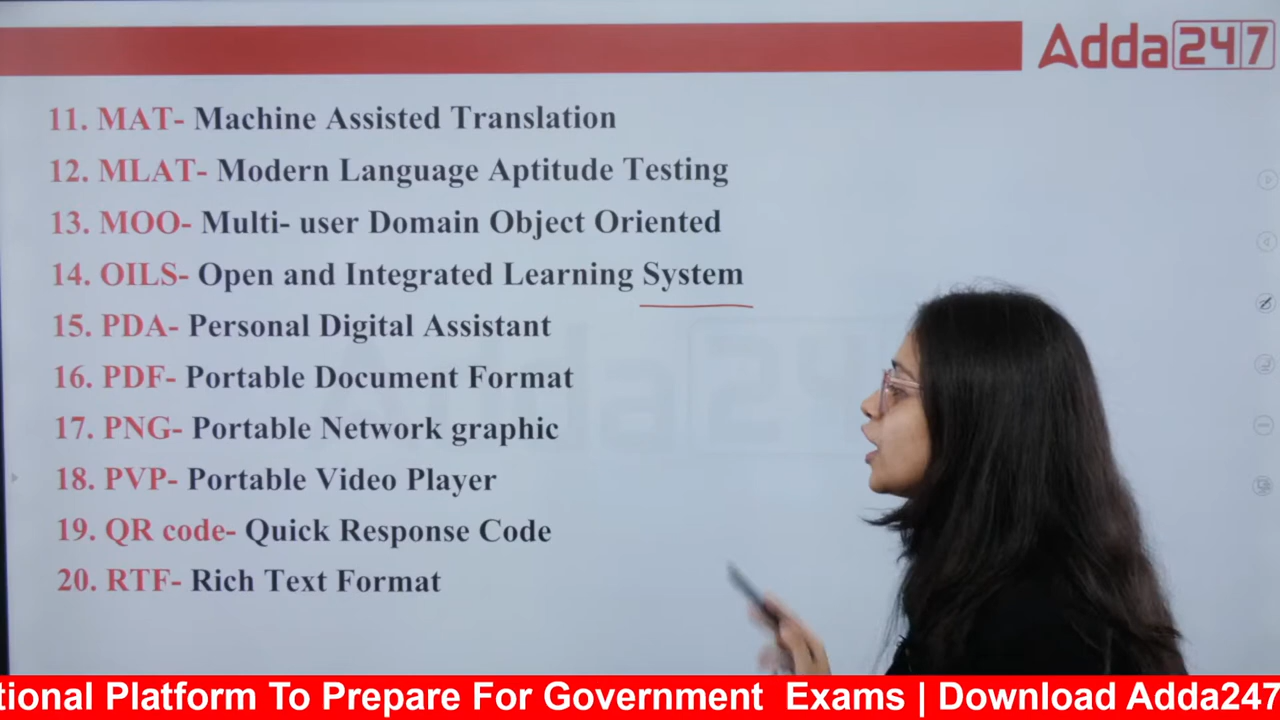 Adda247
11. MAT- Machine Assisted Translation
12. MLAT- Modern Language Aptitude Testing
13. MOO- Multi- user Domain Object Oriented
14. OILS- Open and Integrated Learning System
15. PDA- Personal Digital Assistant
16. PDF- Portable Document Format
17. PNG- Portable Network graphic
18. PVP- Portable Video Player
19. QR code- Quick Response Code
20. RTF- Rich Text Format
Adda247
tional Platform To Prepare For Government Exams | Download Adda247